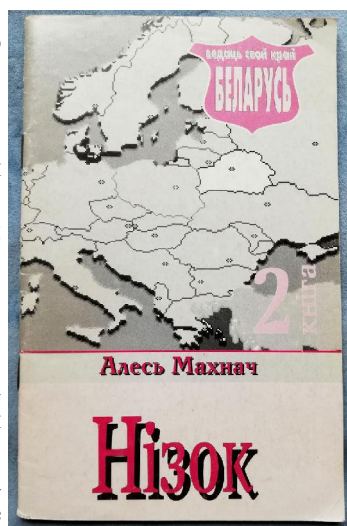 ведаць свой край
БЕЛАРУСЬ
2
кніга
Алесь Махнач
Нізок